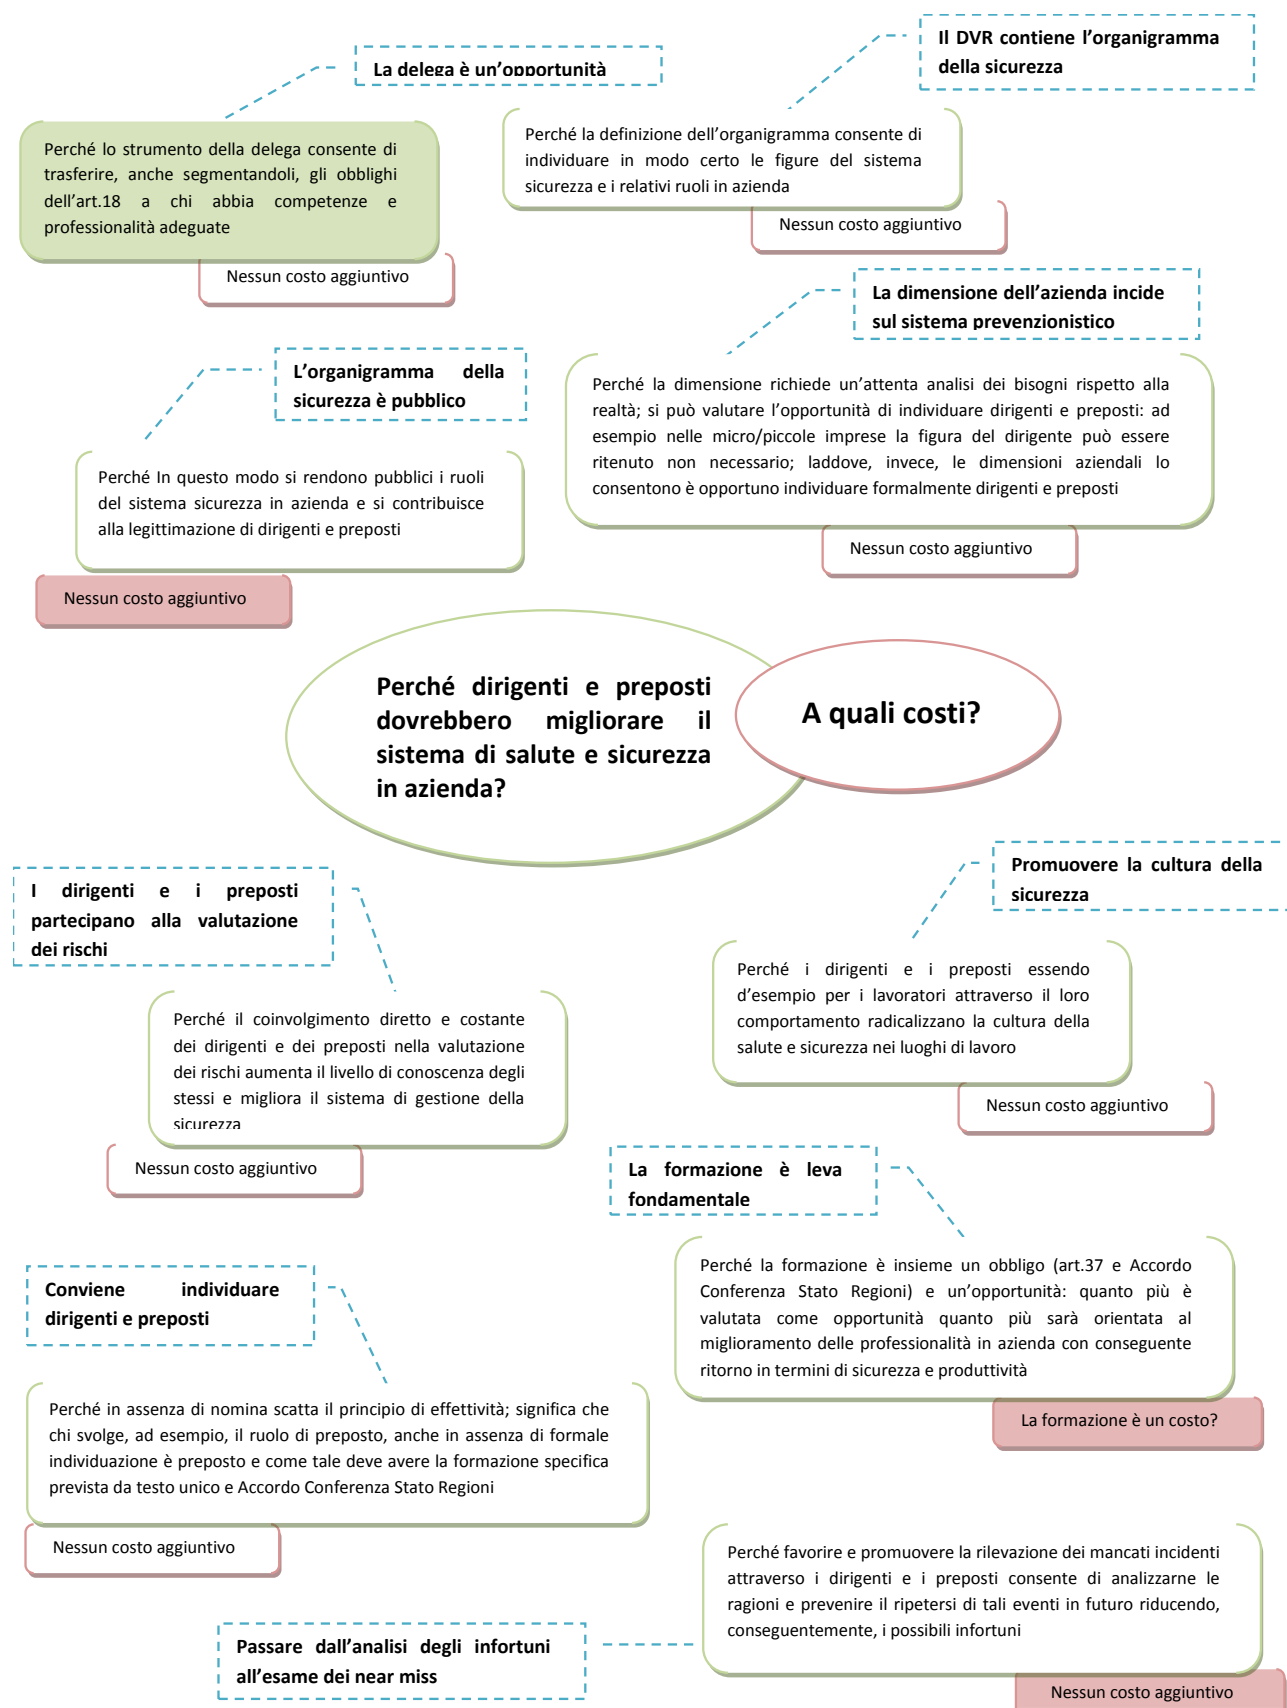 La delega è un'opportunità
Perché lo strumento della delega consente di
trasferire, anche segmentandoli, gli obblighi
dell'art.18 a chi abbia competenze e
professionalità adeguate
Nessun costo aggiuntivo
Il DVR contiene l'organigramma
della sicurezza
Perché la definizione dell'organigramma consente di
individuare in modo certo le figure del sistema
sicurezza e i relativi ruoli in azienda
Nessun costo aggiuntivo
L'organigramma della
sicurezza è pubblico
Perché In questo modo si rendono pubblici i ruoli
del sistema sicurezza in azienda e si contribuisce
alla legittimazione di dirigenti e preposti
Nessun costo aggiuntivo
La dimensione dell'azienda incide
sul sistema prevenzionistico
Perché la dimensione richiede un'attenta analisi dei bisogni rispetto alla
realtà; si può valutare l'opportunità di individuare dirigenti e preposti: ad
esempio nelle micro/piccole imprese la figura del dirigente può essere
ritenuto non necessario; laddove, invece, le dimensioni aziendali lo
consentono è opportuno individuare formalmente dirigenti e preposti
Nessun costo aggiuntivo
Perché dirigenti e preposti
dovrebbero migliorare il
sistema di salute e sicurezza
in azienda?
A quali costi?
I dirigenti e i preposti
partecipano alla valutazione
dei rischi
Perché il coinvolgimento diretto e costante
dei dirigenti e dei preposti nella valutazione
dei rischi aumenta il livello di conoscenza degli
stessi e migliora il sistema di gestione della
sicurezza
Nessun costo aggiuntivo
Promuovere la cultura della
sicurezza
Perché i dirigenti e i preposti essendo
d'esempio per i lavoratori attraverso il loro
comportamento radicalizzano la cultura della
salute e sicurezza nei luoghi di lavoro
Nessun costo aggiuntivo
La formazione è leva
fondamentale
Perché la formazione è insieme un obbligo (art.37 e Accordo
Conferenza Stato Regioni) e un'opportunità: quanto più è
valutata come opportunità quanto più sarà orientata al
miglioramento delle professionalità in azienda con conseguente
ritorno in termini di sicurezza e produttività
La formazione è un costo?
Conviene individuare
dirigenti e preposti
Perché in assenza di nomina scatta il principio di effettività; significa che
chi svolge, ad esempio, il ruolo di preposto, anche in assenza di formale
individuazione è preposto e come tale deve avere la formazione specifica
prevista da testo unico e Accordo Conferenza Stato Regioni
Nessun costo aggiuntivo
Passare dall'analisi degli infortuni
all'esame dei near miss
Perché favorire e promuovere la rilevazione dei mancati incidenti
attraverso i dirigenti e i preposti consente di analizzarne le
ragioni e prevenire il ripetersi di tali eventi in futuro riducendo,
conseguentemente, i possibili infortuni
Nessun costo aggiuntivo